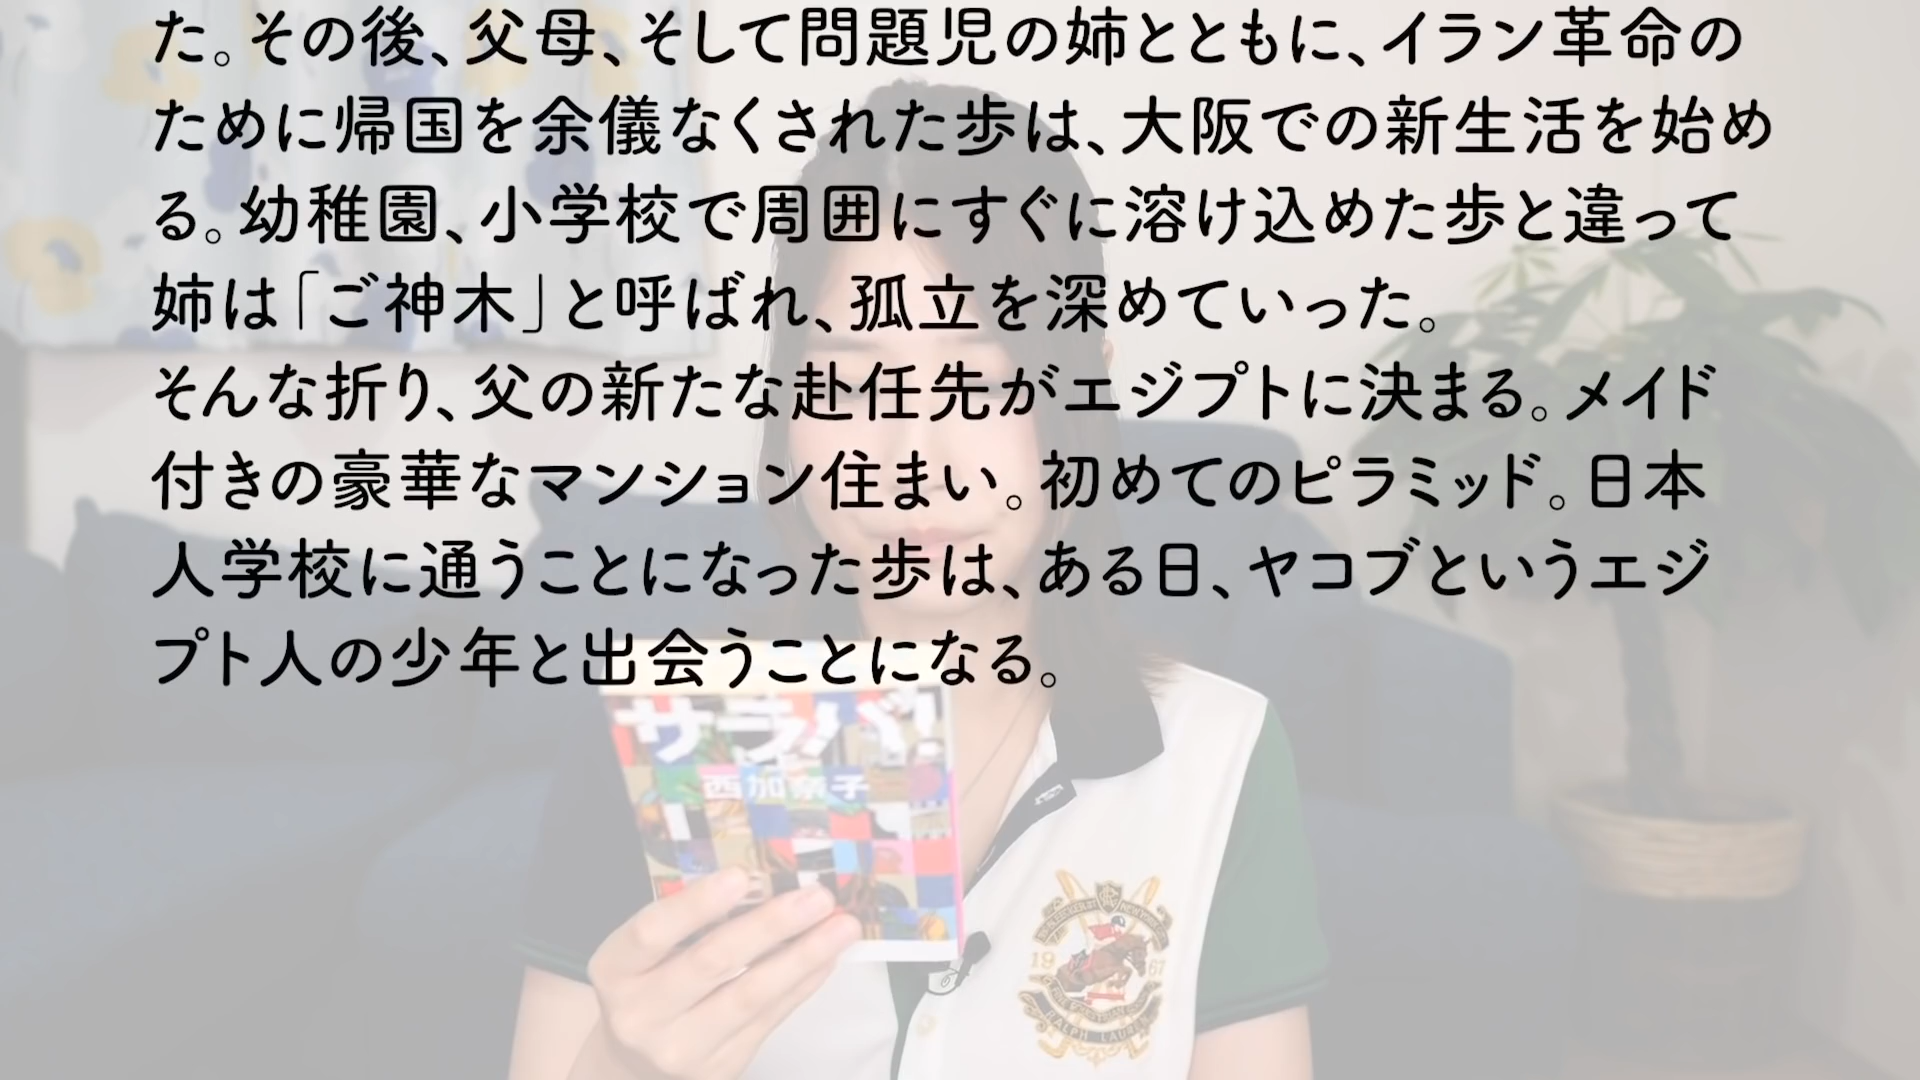 た。その後、父母、そして問題児の姉とともに、イラン革命の
ために帰国を余儀なくされた歩は、大阪での新生活を始め
る。幼稚園、小学校で周囲にすぐに溶け込めた歩と違って
姉は「ご神木」と呼ばれ、孤立を深めていった。
そんな折り、父の新たな赴任先がエジプトに決まる。メイド
付きの豪華なマンション住まい。初めてのピラミッド。日本
人学校に通うことになった歩は、ある日、ヤコブというエジ
プト人の少年と出会うことになる。
サラバ!
西加奈子
19 67
RALPH LAUREN